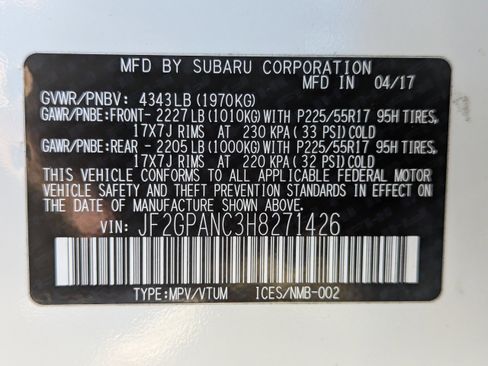 MFD BY SUBARU CORPORATION
MFD IN 04/17
GVWR/PNBV: 4343LB (1970KG)
GAWR/PNBE:FRONT- 2227LB (1010KG)WITH P225/55R17 95H TIRES,
17X7J RIMS AT 230 KPA (33 PSI)COLD
GAWR/PNBE:REAR - 2205LB (1000KG)WITH P225/55R17 95H TIRES,
17X7J RIMS AT 220 KPA (32 PSI)COLD
THIS VEHICLE CONFORMS TO ALL APPLICABLE FEDERAL MOTOR
VEHICLE SAFETY AND THEFT PREVENTION STANDARDS IN EFFECT
ON THE DATE OF MANUFACTURE SHOWN ABOVE.
VIN: JF2GPANC3H8271426
TYPE:MPV/VTUM ICES/NMB-002